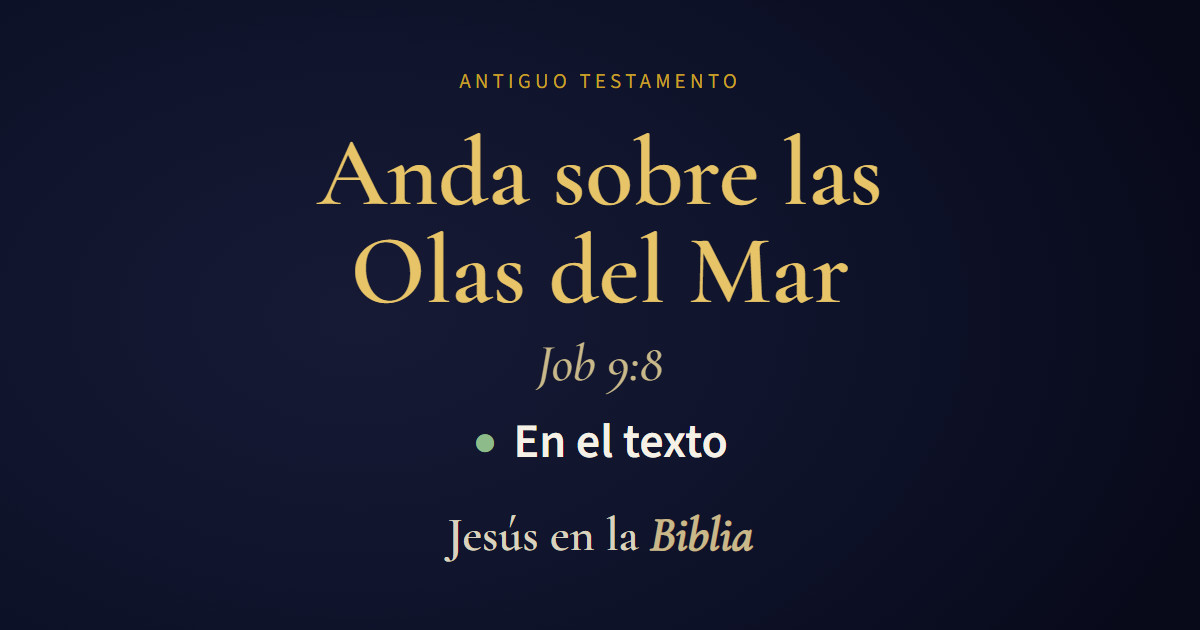 ANTIGUO TESTAMENTO
Anda sobre las
Olas del Mar
Job 9:8
En el texto
Jesús en la Biblia